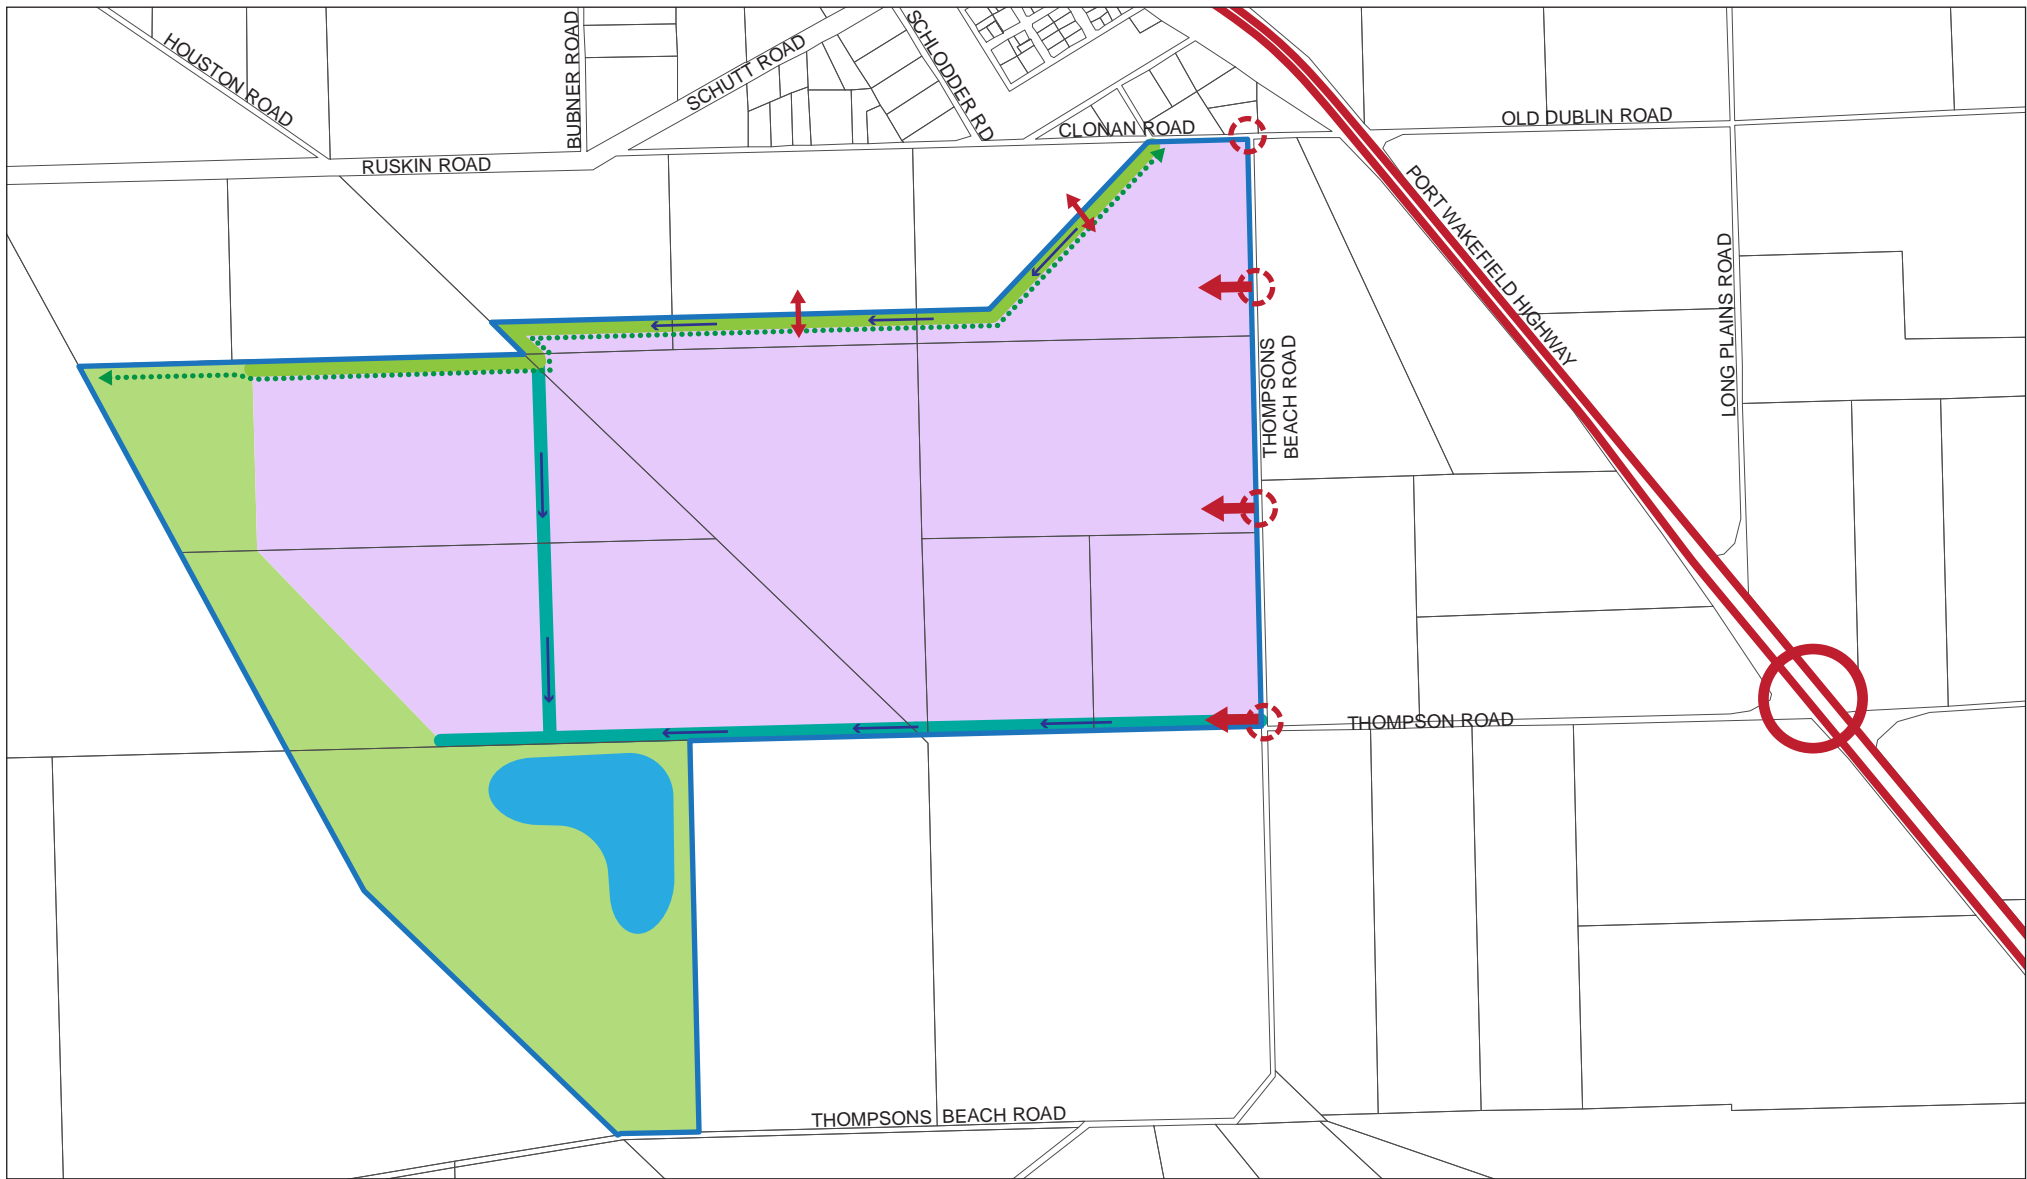 HOUSTON ROAD
BUBNER ROAD
SCHUTT ROAD
SCHLODDER RD
CLONAN ROAD
OLD DUBLIN ROAD
RUSKIN ROAD
PORT WAKEFIELD HIGHWAY
LONG PLAINS ROAD
THOMPSONS
BEACH ROAD
THOMPSON ROAD
THOMPSONS BEACH ROAD